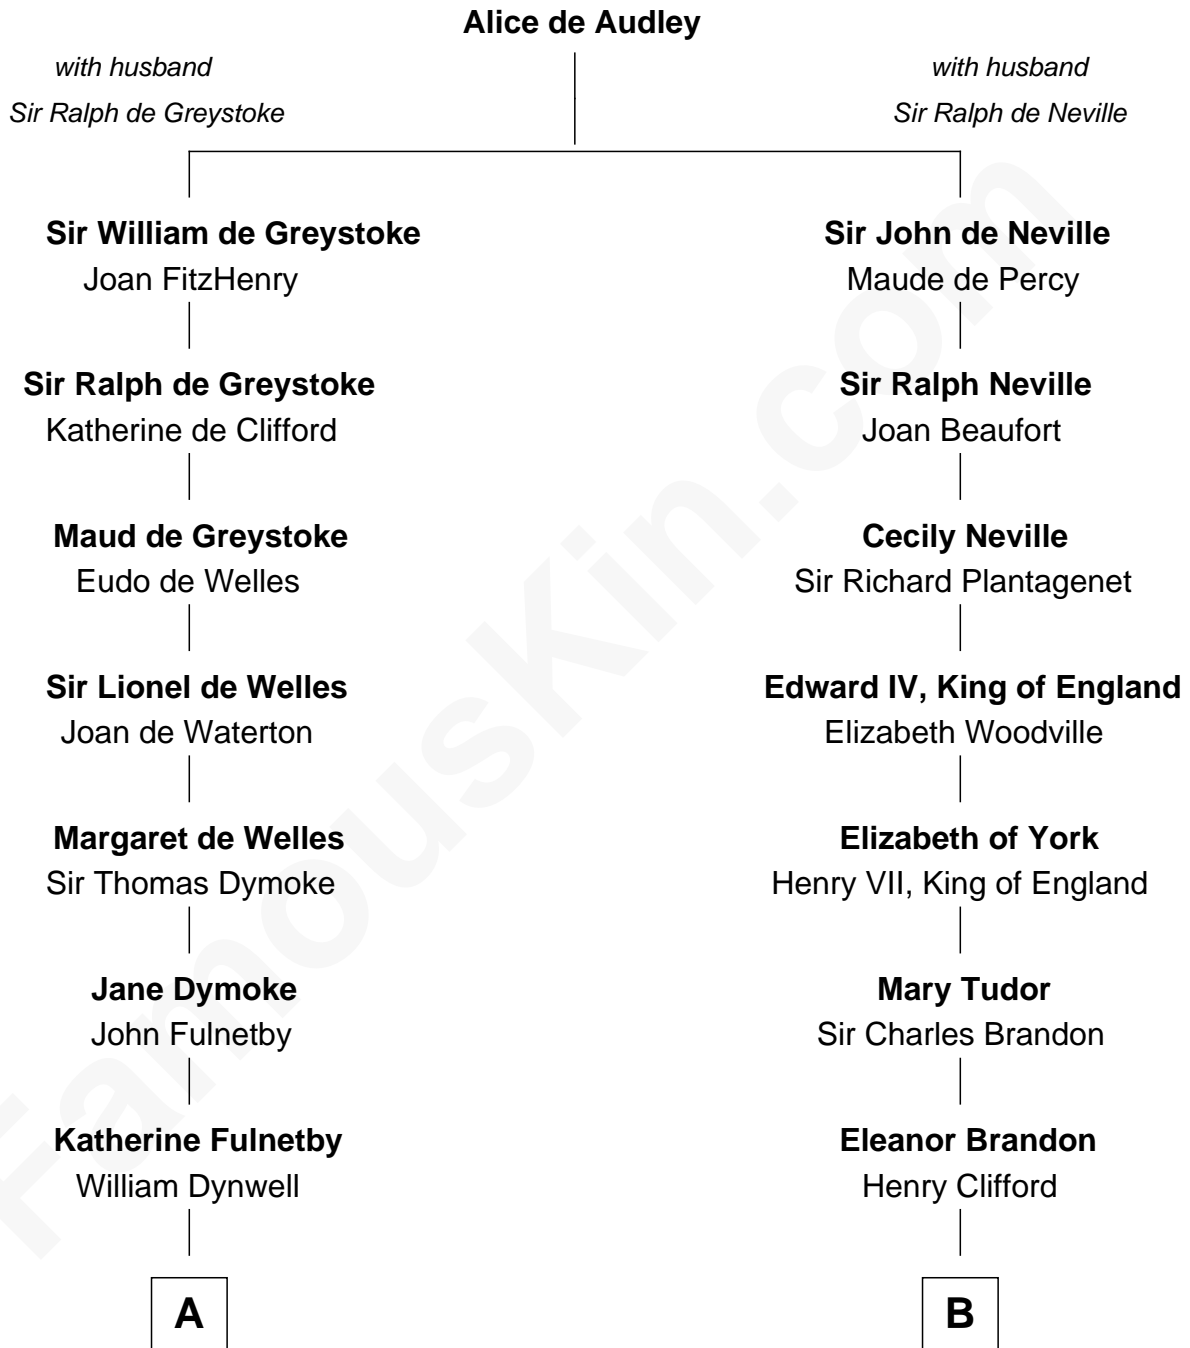 Alice de Audley
with husband
Sir Ralph de Greystoke
with husband
Sir Ralph de Neville
Sir William de Greystoke
Joan FitzHenry
Sir John de Neville
Maude de Percy
Sir Ralph de Greystoke
Katherine de Clifford
Sir Ralph Neville
Joan Beaufort
Maud de Greystoke
Eudo de Welles
Cecily Neville
Sir Richard Plantagenet
Sir Lionel de Welles
Joan de Waterton
Edward IV, King of England
Elizabeth Woodville
Margaret de Welles
Sir Thomas Dymoke
Elizabeth of York
Henry VII, King of England
Jane Dymoke
John Fulnetby
Mary Tudor
Sir Charles Brandon
Katherine Fulnetby
William Dynwell
Eleanor Brandon
Henry Clifford
A
B
FamousKin.com